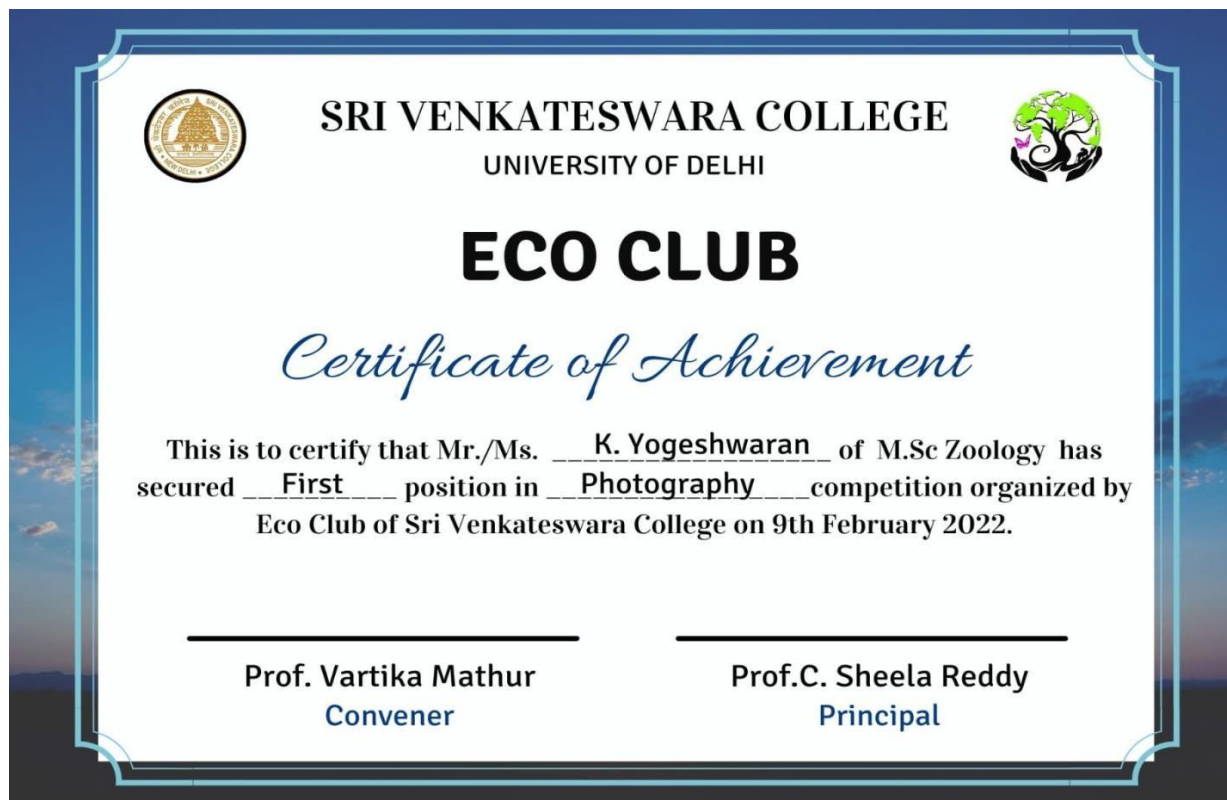 SRI VENKATESWARA COLLEGE
UNIVERSITY OF DELHI
ECO CLUB
Certificate of Achievement
This is to certify that Mr./Ms. K. Yogeshwaran of M.Sc Zoology has
secured First position in Photography competition organized by
Eco Club of Sri Venkateswara College on 9th February 2022.
Prof. Vartika Mathur
Convener
Prof.C. Sheela Reddy
Principal